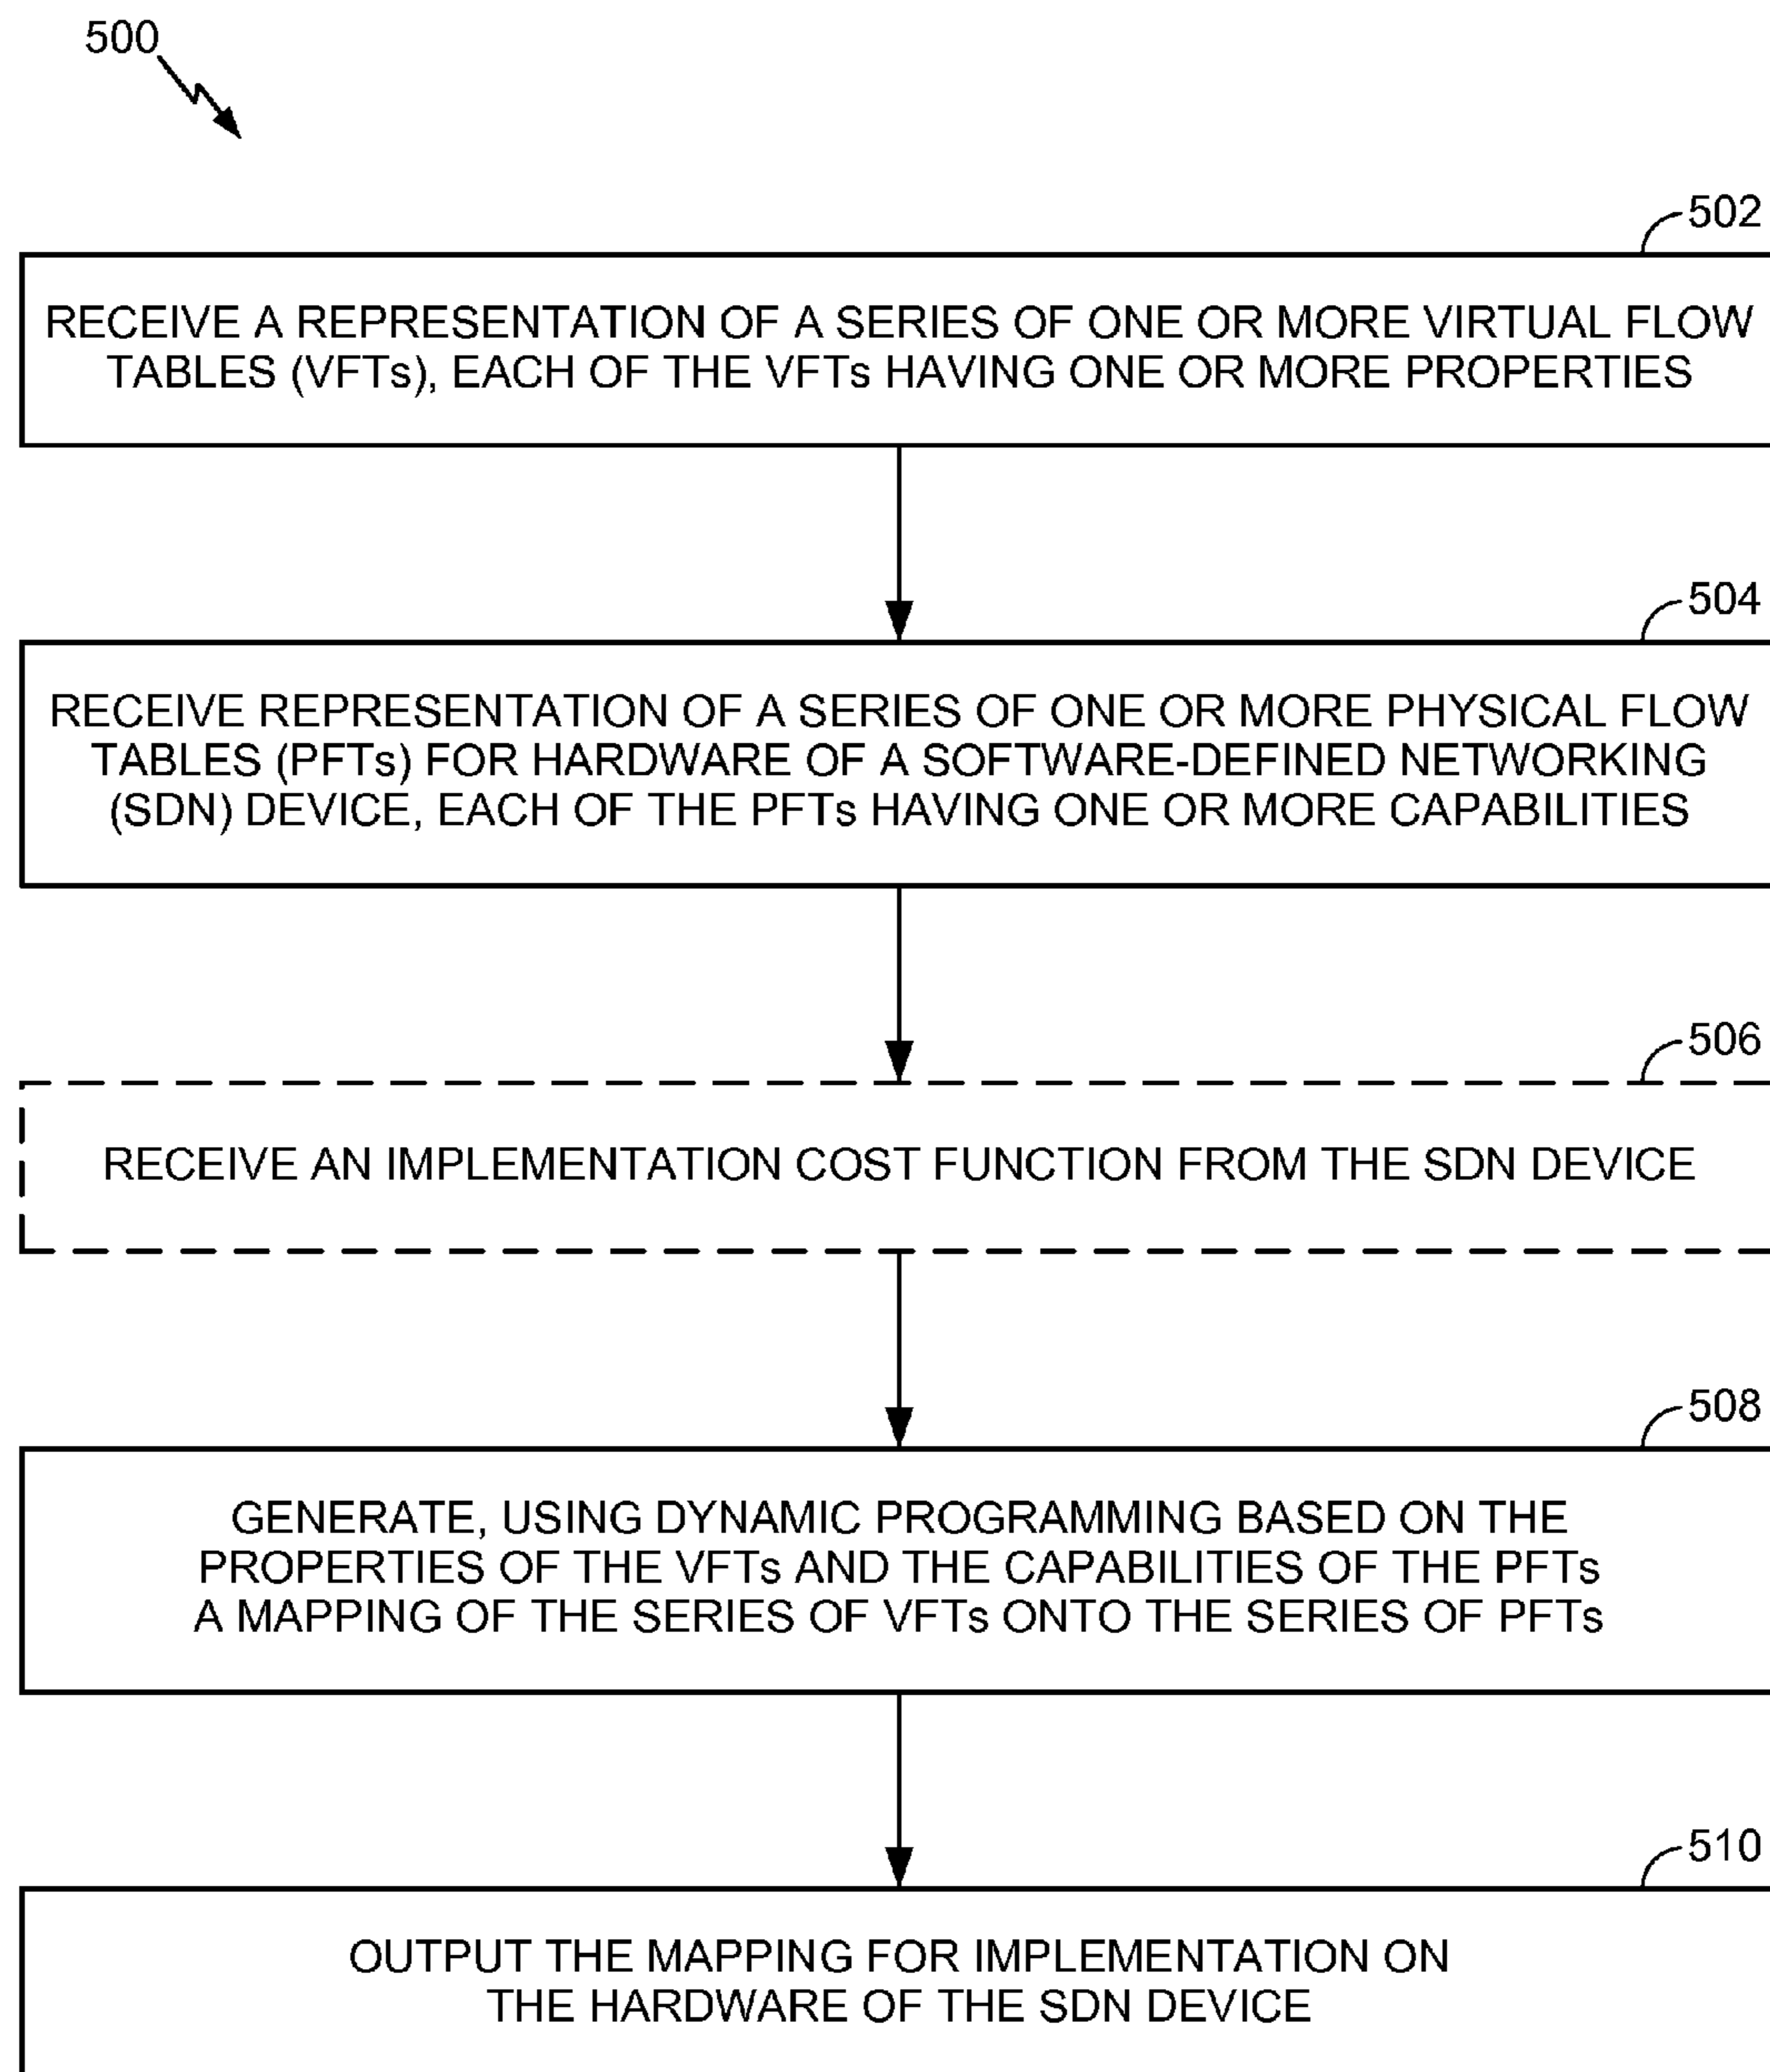 500
502
RECEIVE A REPRESENTATION OF A SERIES OF ONE OR MORE VIRTUAL FLOW
TABLES (VFTs), EACH OF THE VFTs HAVING ONE OR MORE PROPERTIES
504
RECEIVE REPRESENTATION OF A SERIES OF ONE OR MORE PHYSICAL FLOW
TABLES (PFTs) FOR HARDWARE OF A SOFTWARE-DEFINED NETWORKING
(SDN) DEVICE, EACH OF THE PFTs HAVING ONE OR MORE CAPABILITIES
506
RECEIVE AN IMPLEMENTATION COST FUNCTION FROM THE SDN DEVICE
508
GENERATE, USING DYNAMIC PROGRAMMING BASED ON THE
PROPERTIES OF THE VFTs AND THE CAPABILITIES OF THE PFTs
A MAPPING OF THE SERIES OF VFTs ONTO THE SERIES OF PFTs
510
OUTPUT THE MAPPING FOR IMPLEMENTATION ON
THE HARDWARE OF THE SDN DEVICE